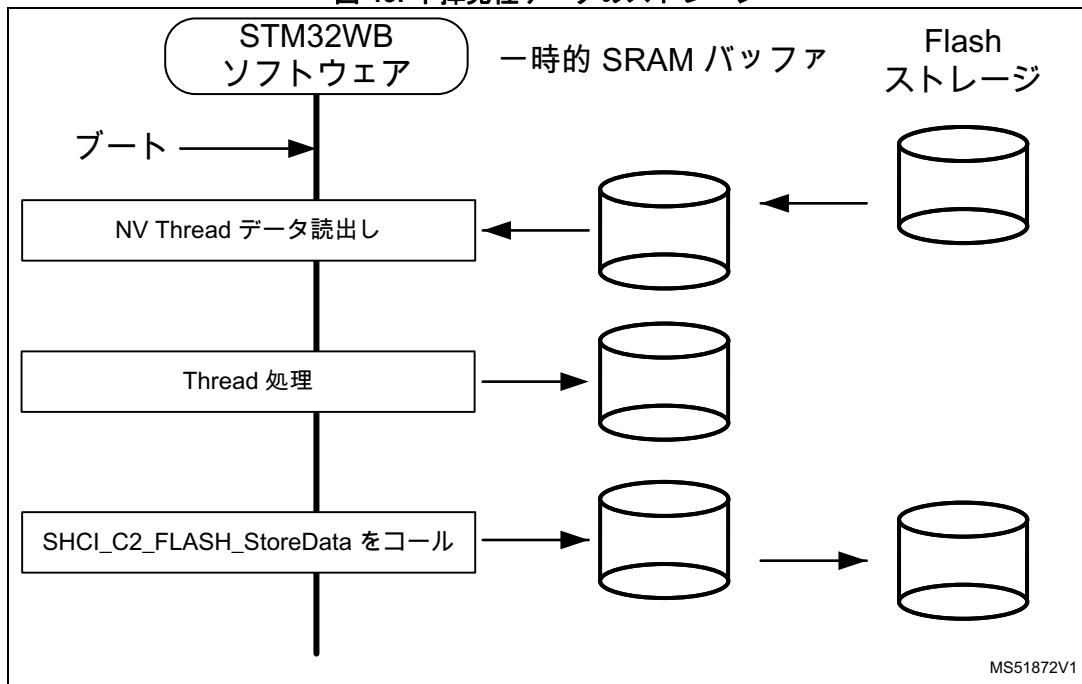 STM32WB
ソフトウェア
一時的 SRAM バッファ
Flash
ストレージ
ブート
NV Thread データ読出し
Thread 処理
SHCI_C2_FLASH_StoreData をコール
MS51872V1